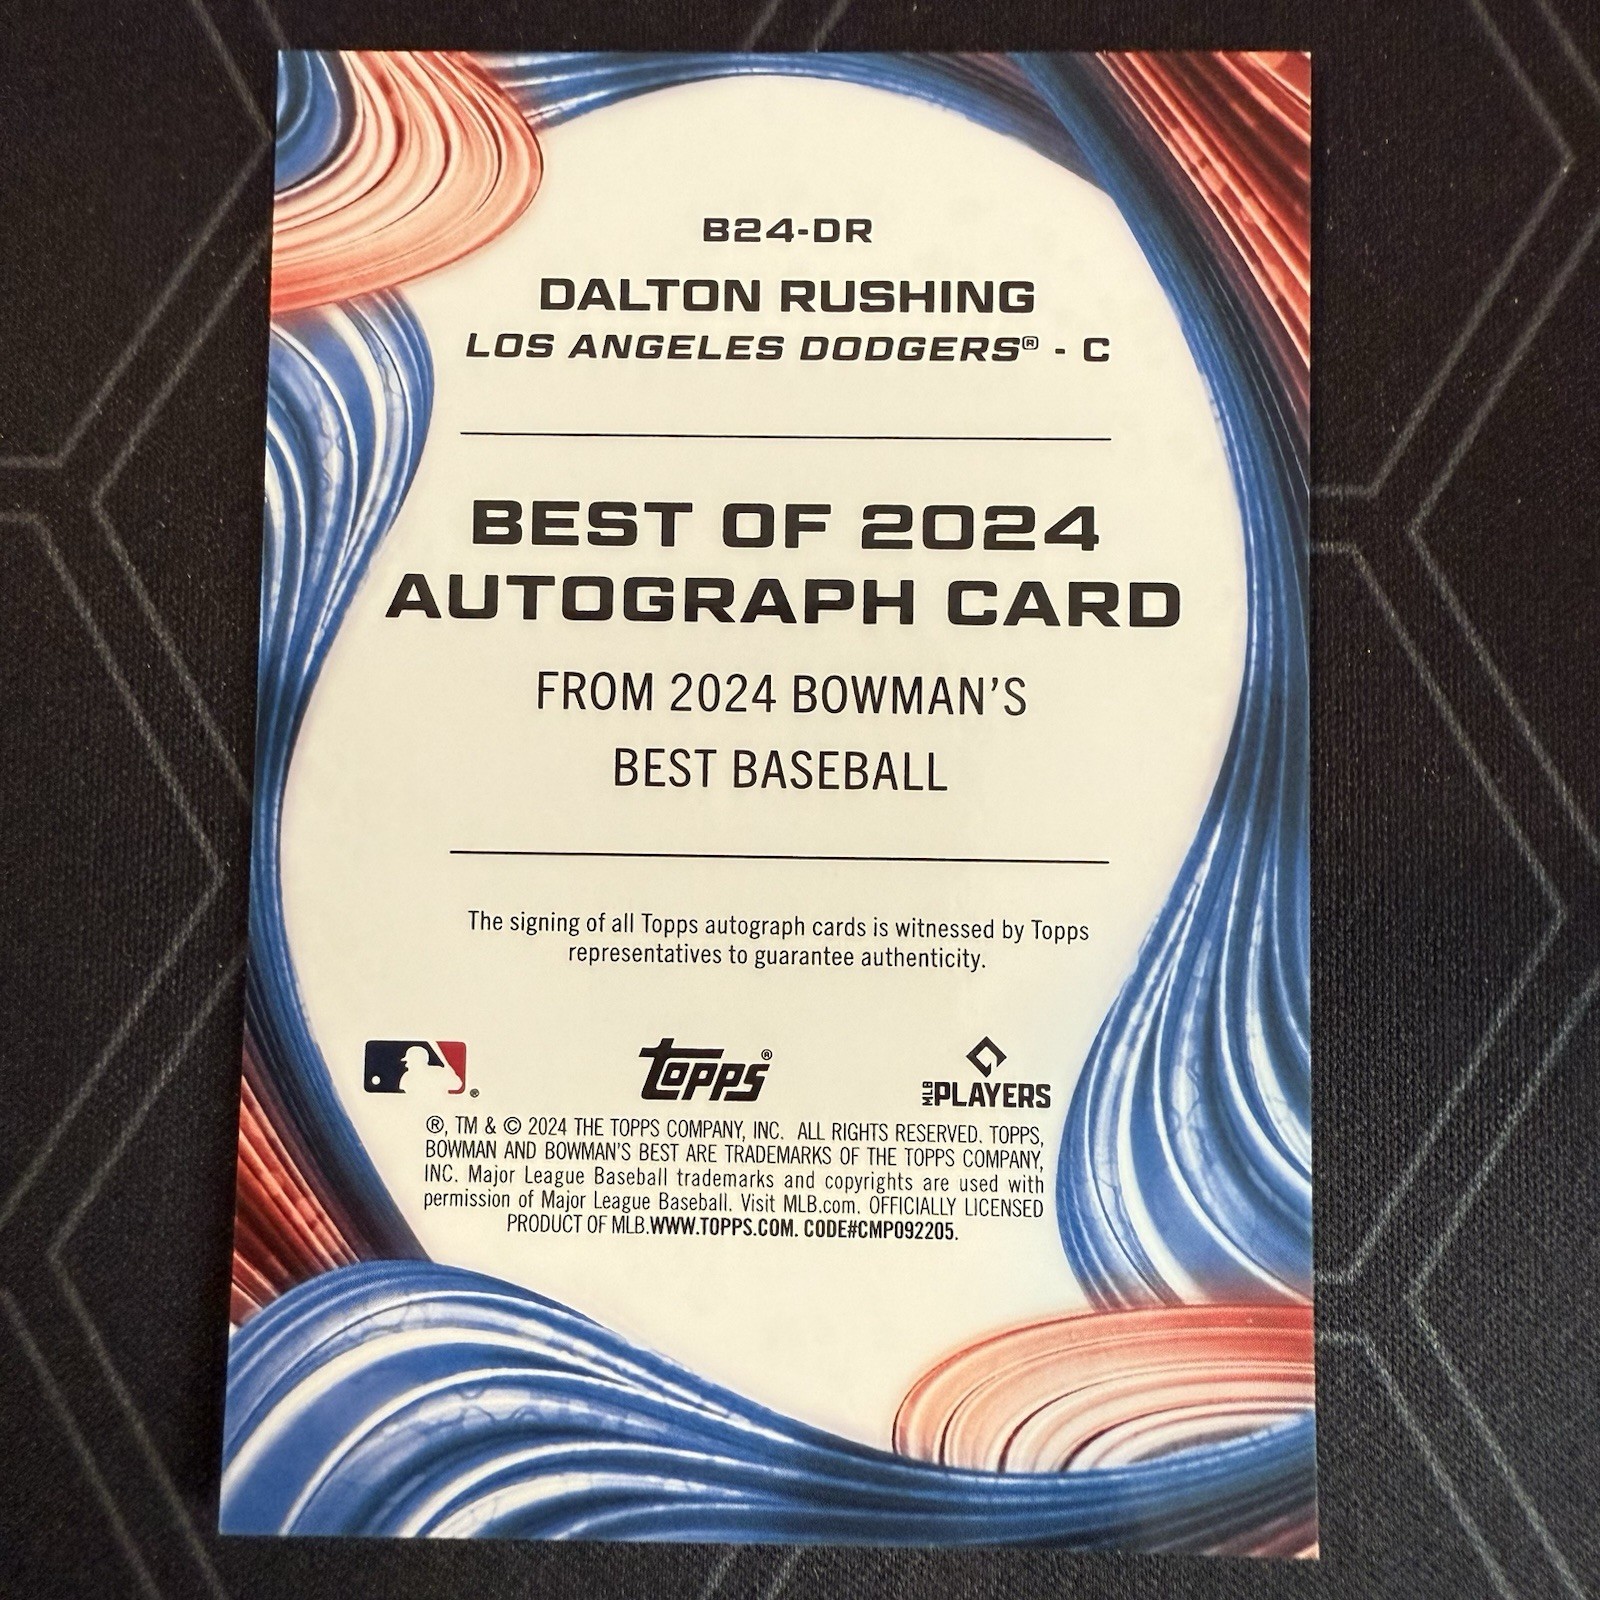 B24-DR
DALTON RUSHING
LOS ANGELES DODGERS® - C
BEST OF 2024
AUTOGRAPH CARD
FROM 2024 BOWMAN'S
BEST BASEBALL
The signing of all Topps autograph cards is witnessed by Topps
representatives to guarantee authenticity.
®
Topps®
MLB PLAYERS
®, TM & © 2024 THE TOPPS COMPANY, INC. ALL RIGHTS RESERVED. TOPPS,
BOWMAN AND BOWMAN'S BEST ARE TRADEMARKS OF THE TOPPS COMPANY,
INC. Major League Baseball trademarks and copyrights are used with
permission of Major League Baseball. Visit MLB.com. OFFICIALLY LICENSED
PRODUCT OF MLB.WWW.TOPPS.COM. CODE#CMP092205.